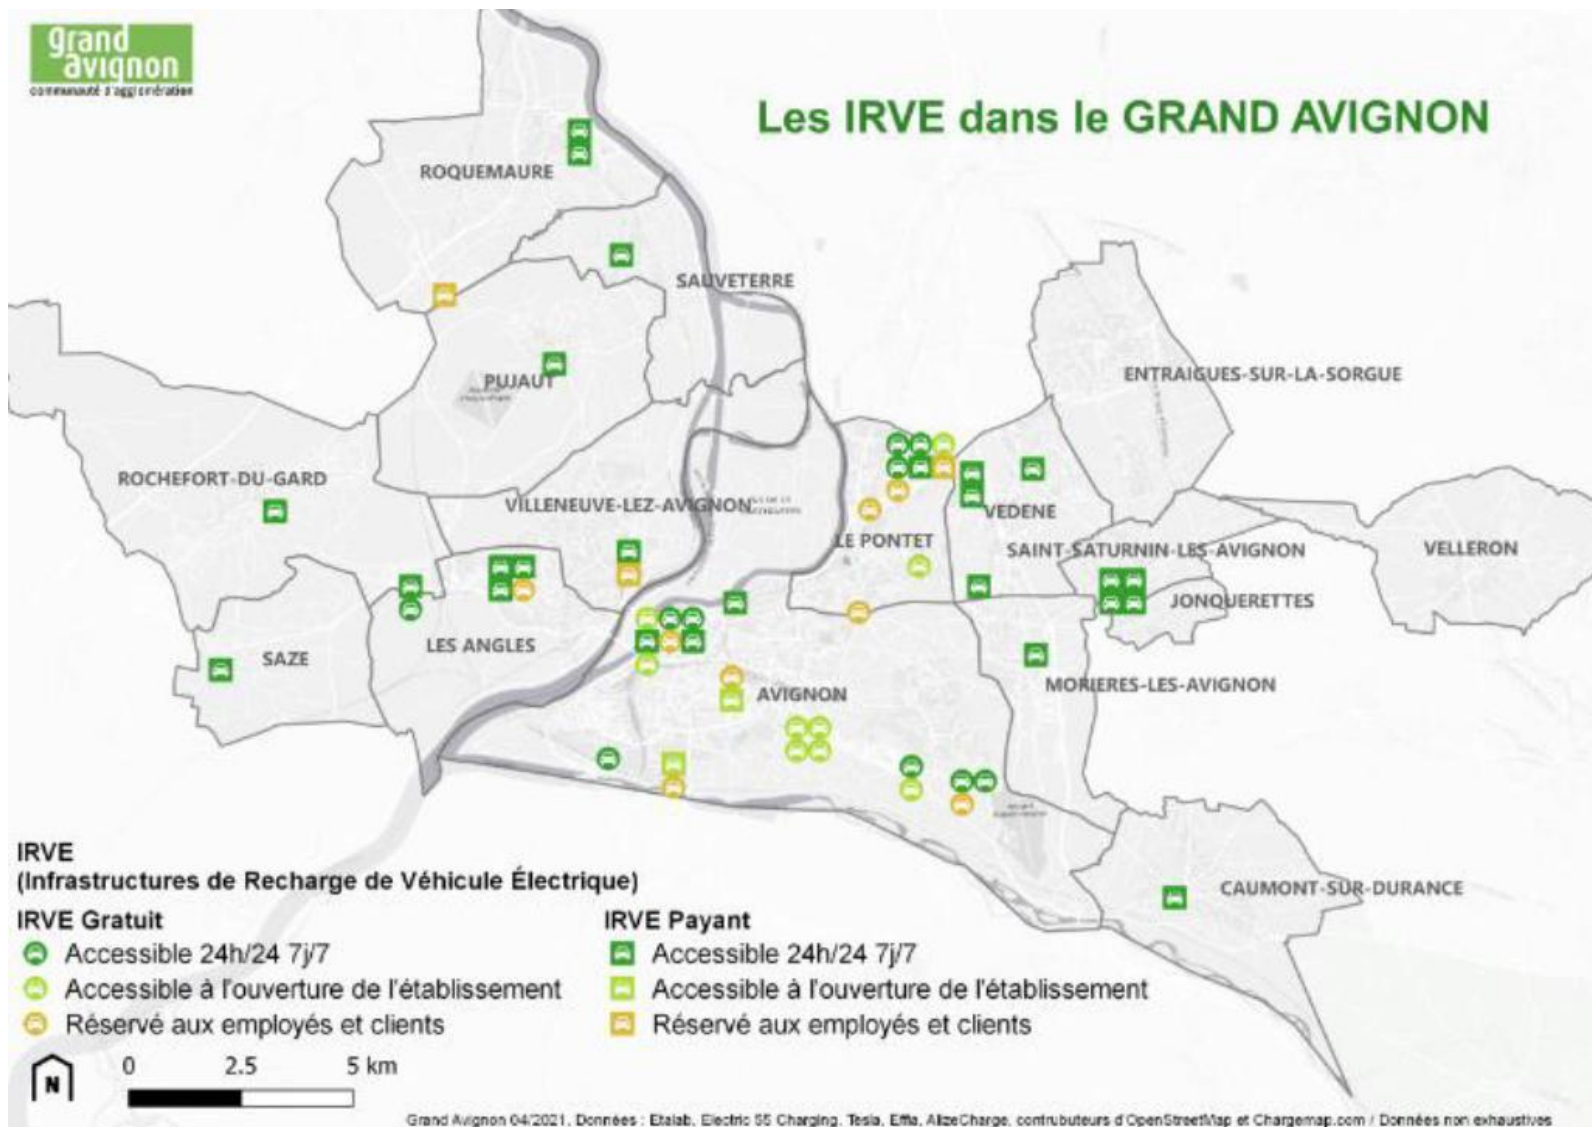 grand
avignon
communauté d'agglomération
Les IRVE dans le GRAND AVIGNON
ROQUEMAURE
SAUVETERRE
ENTRAIGUES-SUR-LA-SORGUE
PUJAUT
ROCHEFORT-DU-GARD
VILLENEUVE-LEZ-AVIGNON
VEDENE
LE PONTET
SAINT-SATURNIN-LES-AVIGNON
VELLERON
JONQUERETTES
LES ANGLES
SAZE
MORIERES-LES-AVIGNON
AVIGNON
CAUMONT-SUR-DURANCE
IRVE
(Infrastructures de Recharge de Véhicule Électrique)
IRVE Gratuit
Accessible 24h/24 7j/7
Accessible à l'ouverture de l'établissement
Réservé aux employés et clients
IRVE Payant
Accessible 24h/24 7j/7
Accessible à l'ouverture de l'établissement
Réservé aux employés et clients
N
0 2.5 5 km
Grand Avignon 04/2021, Données : Etalab, Electric 55 Charging, Tesla, Effia, AlizeCharge, contrubuteurs d'OpenStreetMap et Chargemap.com / Données non exhaustives